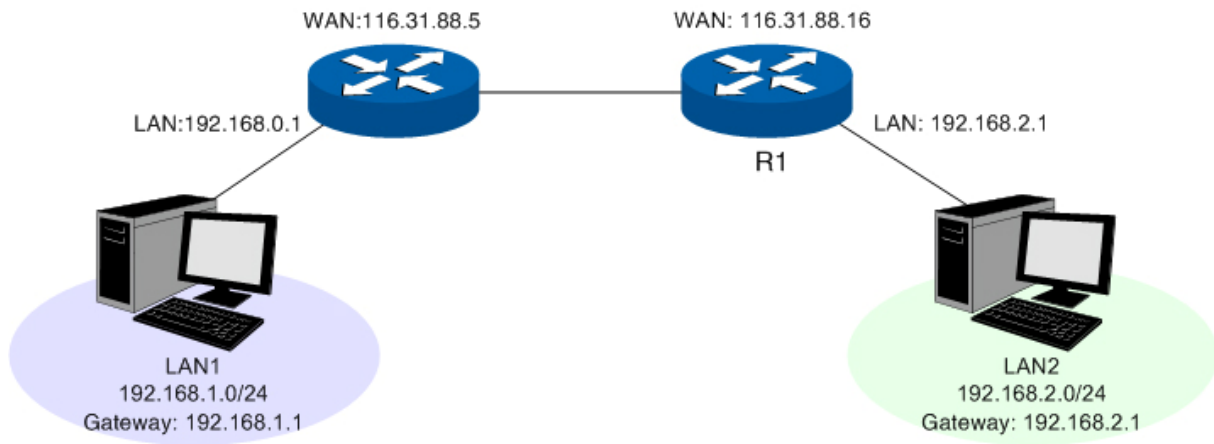 WAN:116.31.88.5
WAN: 116.31.88.16
LAN:192.168.0.1
LAN: 192.168.2.1
R1
LAN1
192.168.1.0/24
Gateway: 192.168.1.1
LAN2
192.168.2.0/24
Gateway: 192.168.2.1